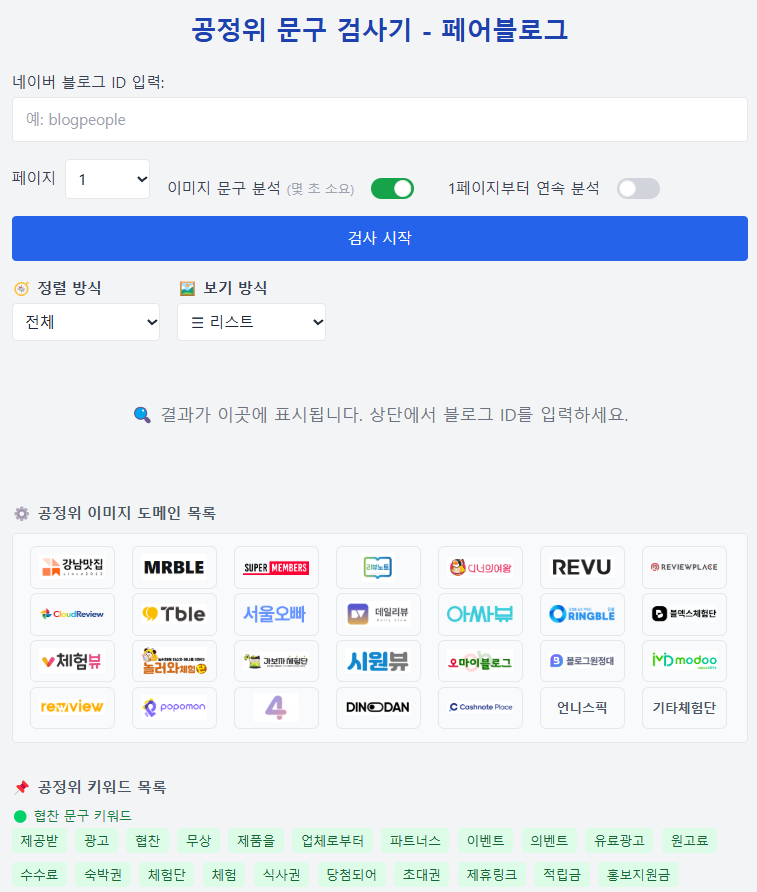 공정위 문구 검사기 - 페어블로그
네이버 블로그 ID 입력:
예: blogpeople
페이지 1 이미지 문구 분석 (몇 초 소요) 1페이지부터 연속 분석
검사 시작
정렬 방식 보기 방식
전체 ☰ 리스트
결과가 이곳에 표시됩니다. 상단에서 블로그 ID를 입력하세요.
공정위 이미지 도메인 목록
강남맛집 MRBLE SUPER MEMBERS 리뷰노트 디너의여왕 REVU REVIEWPLACE
since2012
CloudReview Tble 서울오빠 데일리뷰 아싸뷰 RINGBLE 블덱스체험단
체험뷰 놀러와체험 가보자체험단 시원뷰 오마이블로그 블로그원정대 modoo
rewview popomon 4 DINODAN Cashnote Place 언니스픽 기타체험단
공정위 키워드 목록
협찬 문구 키워드
제공받 광고 협찬 무상 제품을 업체로부터 파트너스 이벤트 의벤트 유료광고 원고료
수수료 숙박권 체험단 체험 식사권 당첨되어 초대권 제휴링크 적립금 홍보지원금